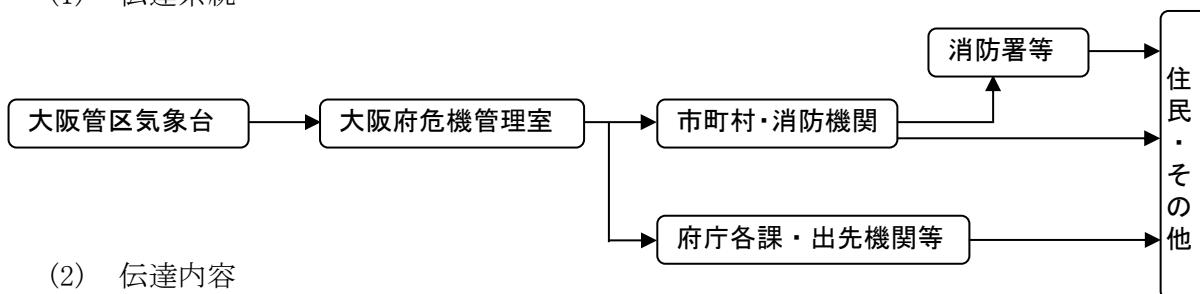 (1) 伝達系統
消防署等
大阪管区気象台
大阪府危機管理室
市町村・消防機関
府庁各課・出先機関等
住民・その他
(2) 伝達内容